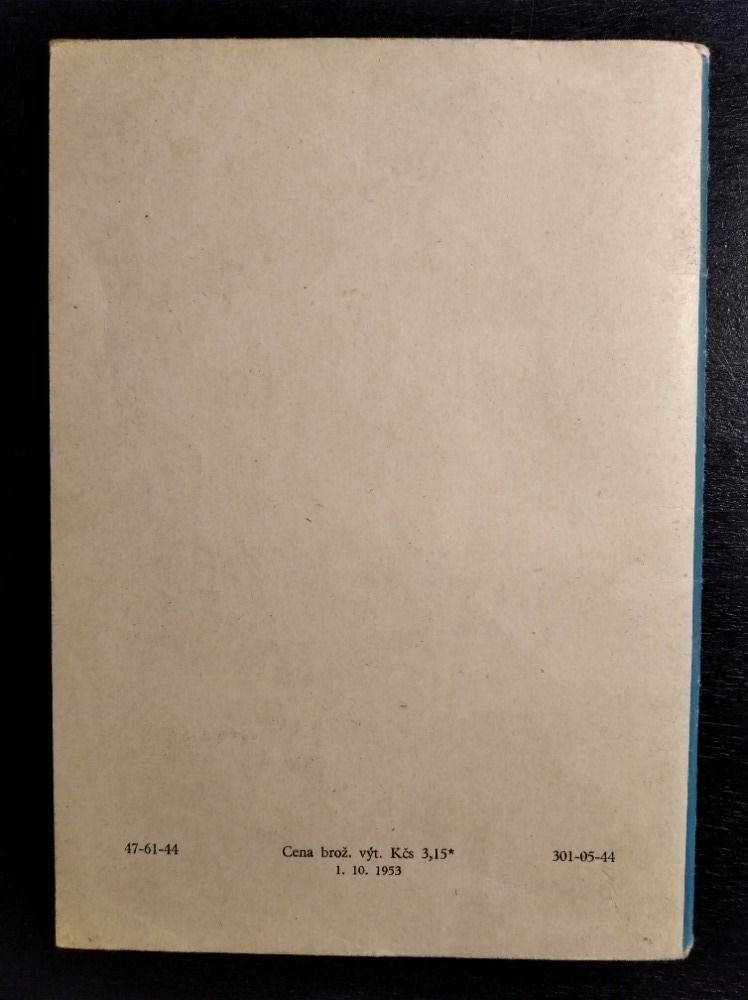 47-61-44
Cena brož. výt. Kčs 3,15*
301-05-44
1. 10. 1953